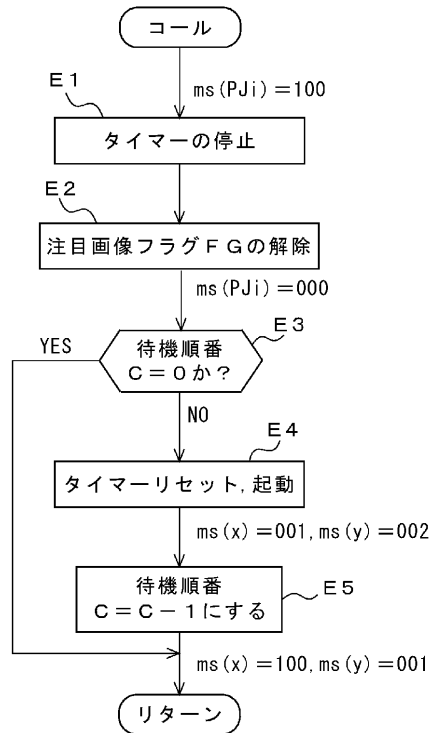 コール
ms(PJi)=100
E1
タイマーの停止
E2
注目画像フラグFGの解除
ms(PJi)=000
E3
待機順番
C=0か?
YES
NO
E4
タイマーリセット,起動
ms(x)=001,ms(y)=002
待機順番
C=C-1にする
E5
ms(x)=100,ms(y)=001
リターン